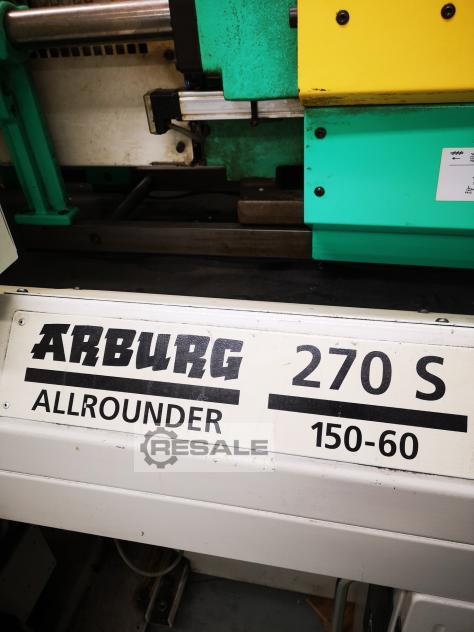 ARBURG
ALLROUNDER
270 S
150-60
RESALE